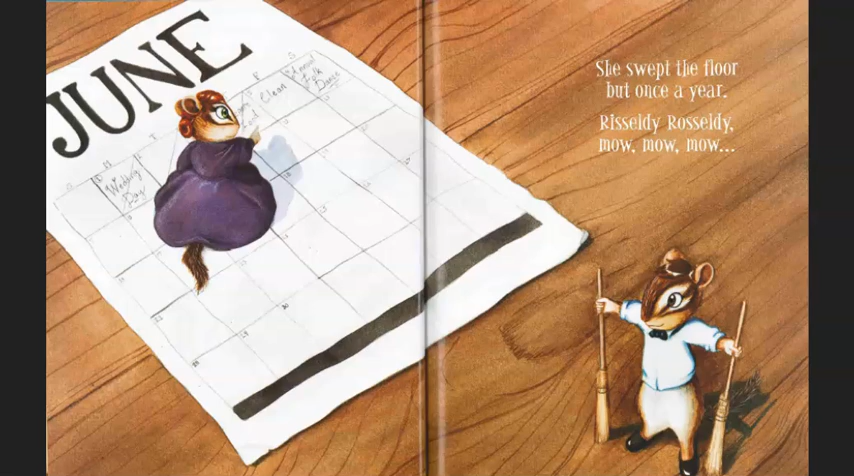 JUNE
S
M
T
F
S
Wedding
Day
Clean
Annual
Folk
Dance
She swept the floor
but once a year.
Risseldy Rosseldy,
mow, mow, mow...